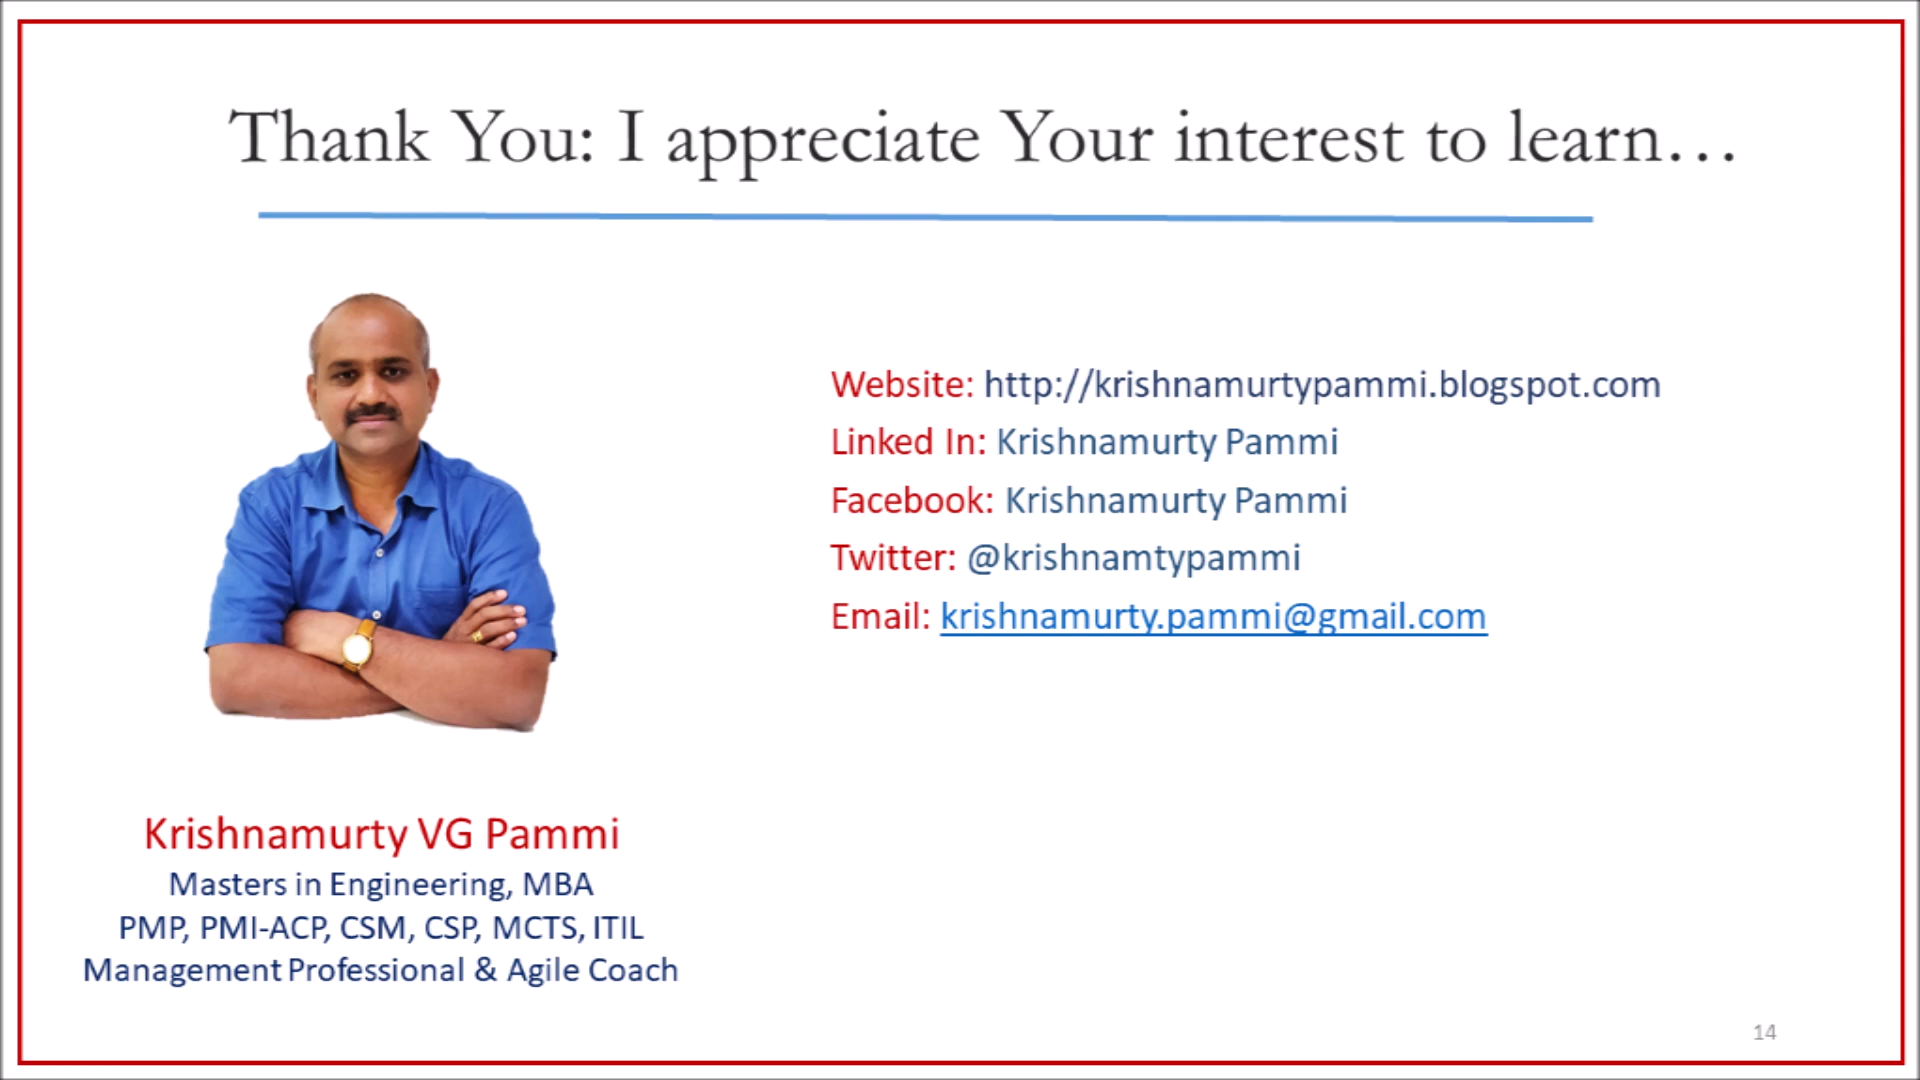 Thank You: I appreciate Your interest to learn…
Website: http://krishnamurtypammi.blogspot.com
Linked In: Krishnamurty Pammi
Facebook: Krishnamurty Pammi
Twitter: @krishnamtypammi
Email: krishnamurty.pammi@gmail.com
Krishnamurty VG Pammi
Masters in Engineering, MBA
PMP, PMI-ACP, CSM, CSP, MCTS, ITIL
Management Professional & Agile Coach
14